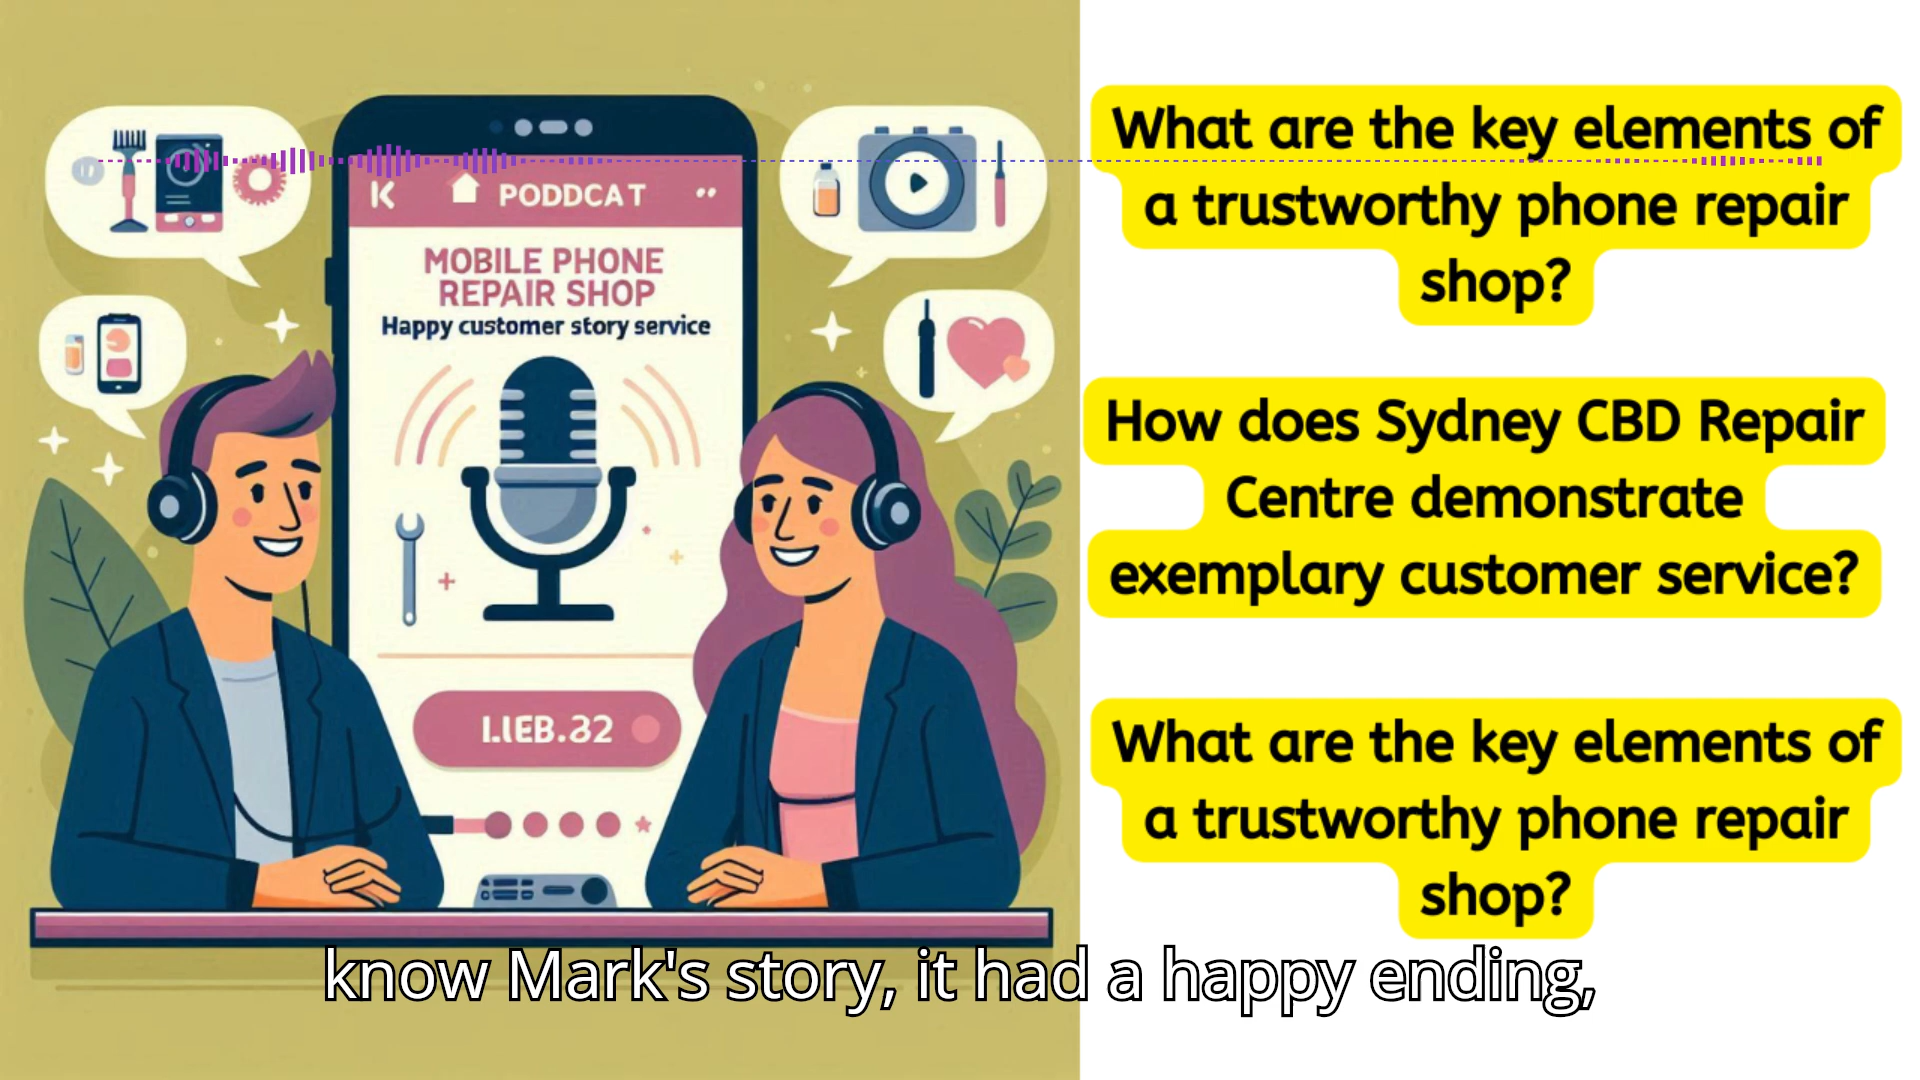 PODDCAT
MOBILE PHONE
REPAIR SHOP
Happy customer story service
What are the key elements of
a trustworthy phone repair
shop?
How does Sydney CBD Repair
Centre demonstrate
exemplary customer service?
What are the key elements of
a trustworthy phone repair
shop?
know Mark's story, it had a happy ending,